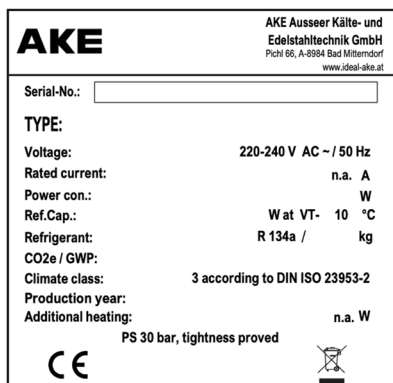 AKE
AKE Ausseer Kälte- und
Edelstahltechnik GmbH
Pichl 66, A-8984 Bad Mitterndorf
www.ideal-ake.at
Serial-No.:
TYPE:
Voltage: 220-240 V AC ~ / 50 Hz
Rated current: n.a. A
Power con.: W
Ref.Cap.: W at VT- 10 °C
Refrigerant: R 134a / kg
CO2e / GWP:
Climate class: 3 according to DIN ISO 23953-2
Production year:
Additional heating: n.a. W
PS 30 bar, tightness proved
CE